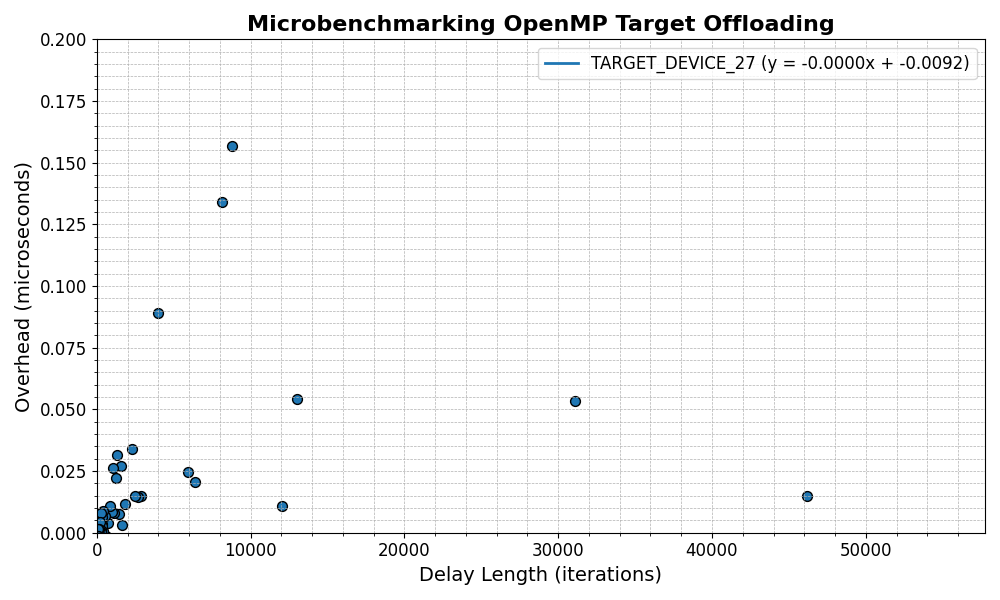 Microbenchmarking OpenMP Target Offloading
TARGET_DEVICE_27 (y = -0.0000x + -0.0092)
Overhead (microseconds)
0.200
0.175
0.150
0.125
0.100
0.075
0.050
0.025
0.000
0 10000 20000 30000 40000 50000
Delay Length (iterations)